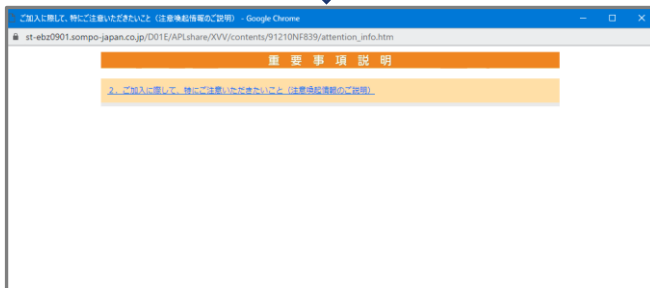 ご加入に際して、特にご注意いただきたいこと（注意喚起情報のご説明） - Google Chrome
st-ebz0901.sompo-japan.co.jp/D01E/APLshare/XVV/contents/91210NF839/attention_info.htm
重要事項説明
２．ご加入に際して、特にご注意いただきたいこと（注意喚起情報のご説明）